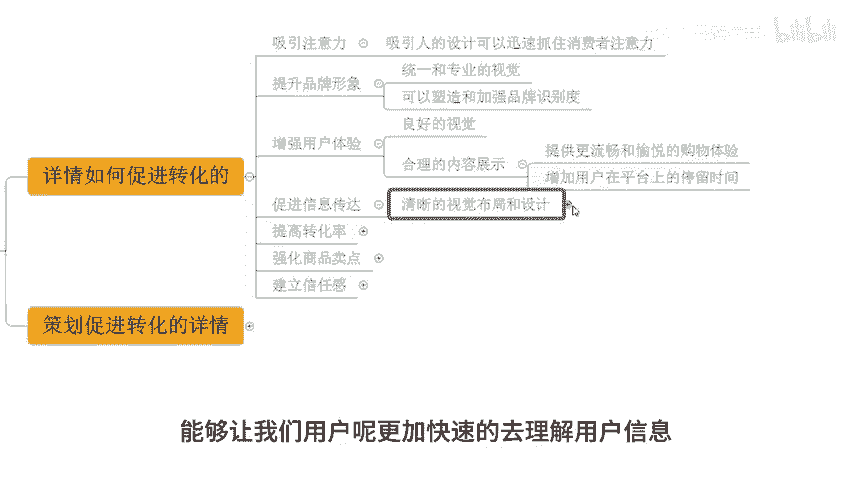 bilibili
吸引注意力 吸引人的设计可以迅速抓住消费者注意力
统一和专业的视觉
提升品牌形象
可以塑造和加强品牌识别度
良好的视觉
增强用户体验
提供更流畅和愉悦的购物体验
合理的内容展示
详情如何促进转化的
增加用户在平台上的停留时间
促进信息传达 清晰的视觉布局和设计
提高转化率
强化商品卖点
建立信任感
策划促进转化的详情
能够让我们用户呢更加快速的去理解用户信息